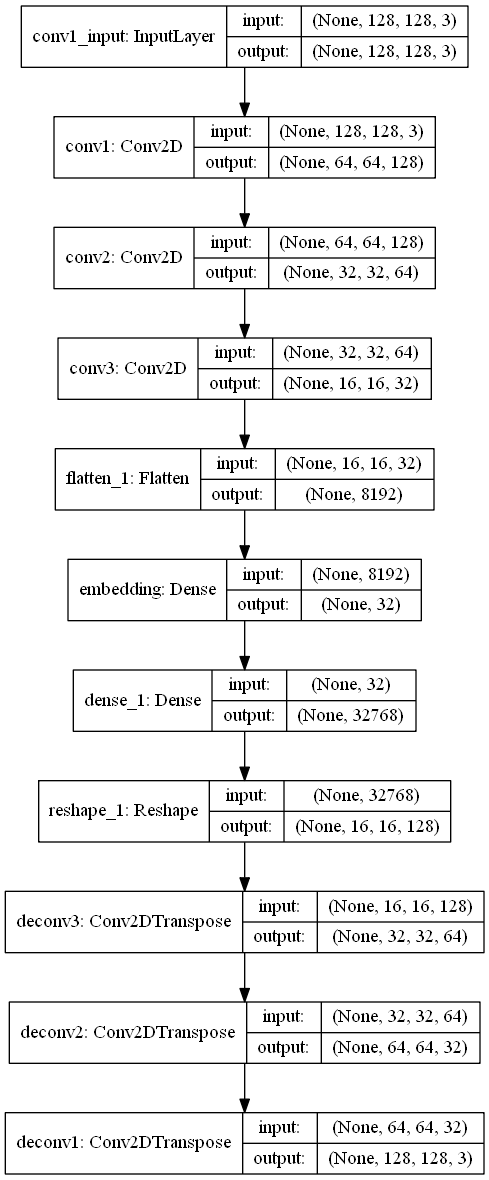 conv1_input: InputLayer
input: (None, 128, 128, 3)
output: (None, 128, 128, 3)
conv1: Conv2D
input: (None, 128, 128, 3)
output: (None, 64, 64, 128)
conv2: Conv2D
input: (None, 64, 64, 128)
output: (None, 32, 32, 64)
conv3: Conv2D
input: (None, 32, 32, 64)
output: (None, 16, 16, 32)
flatten_1: Flatten
input: (None, 16, 16, 32)
output: (None, 8192)
embedding: Dense
input: (None, 8192)
output: (None, 32)
dense_1: Dense
input: (None, 32)
output: (None, 32768)
reshape_1: Reshape
input: (None, 32768)
output: (None, 16, 16, 128)
deconv3: Conv2DTranspose
input: (None, 16, 16, 128)
output: (None, 32, 32, 64)
deconv2: Conv2DTranspose
input: (None, 32, 32, 64)
output: (None, 64, 64, 32)
deconv1: Conv2DTranspose
input: (None, 64, 64, 32)
output: (None, 128, 128, 3)